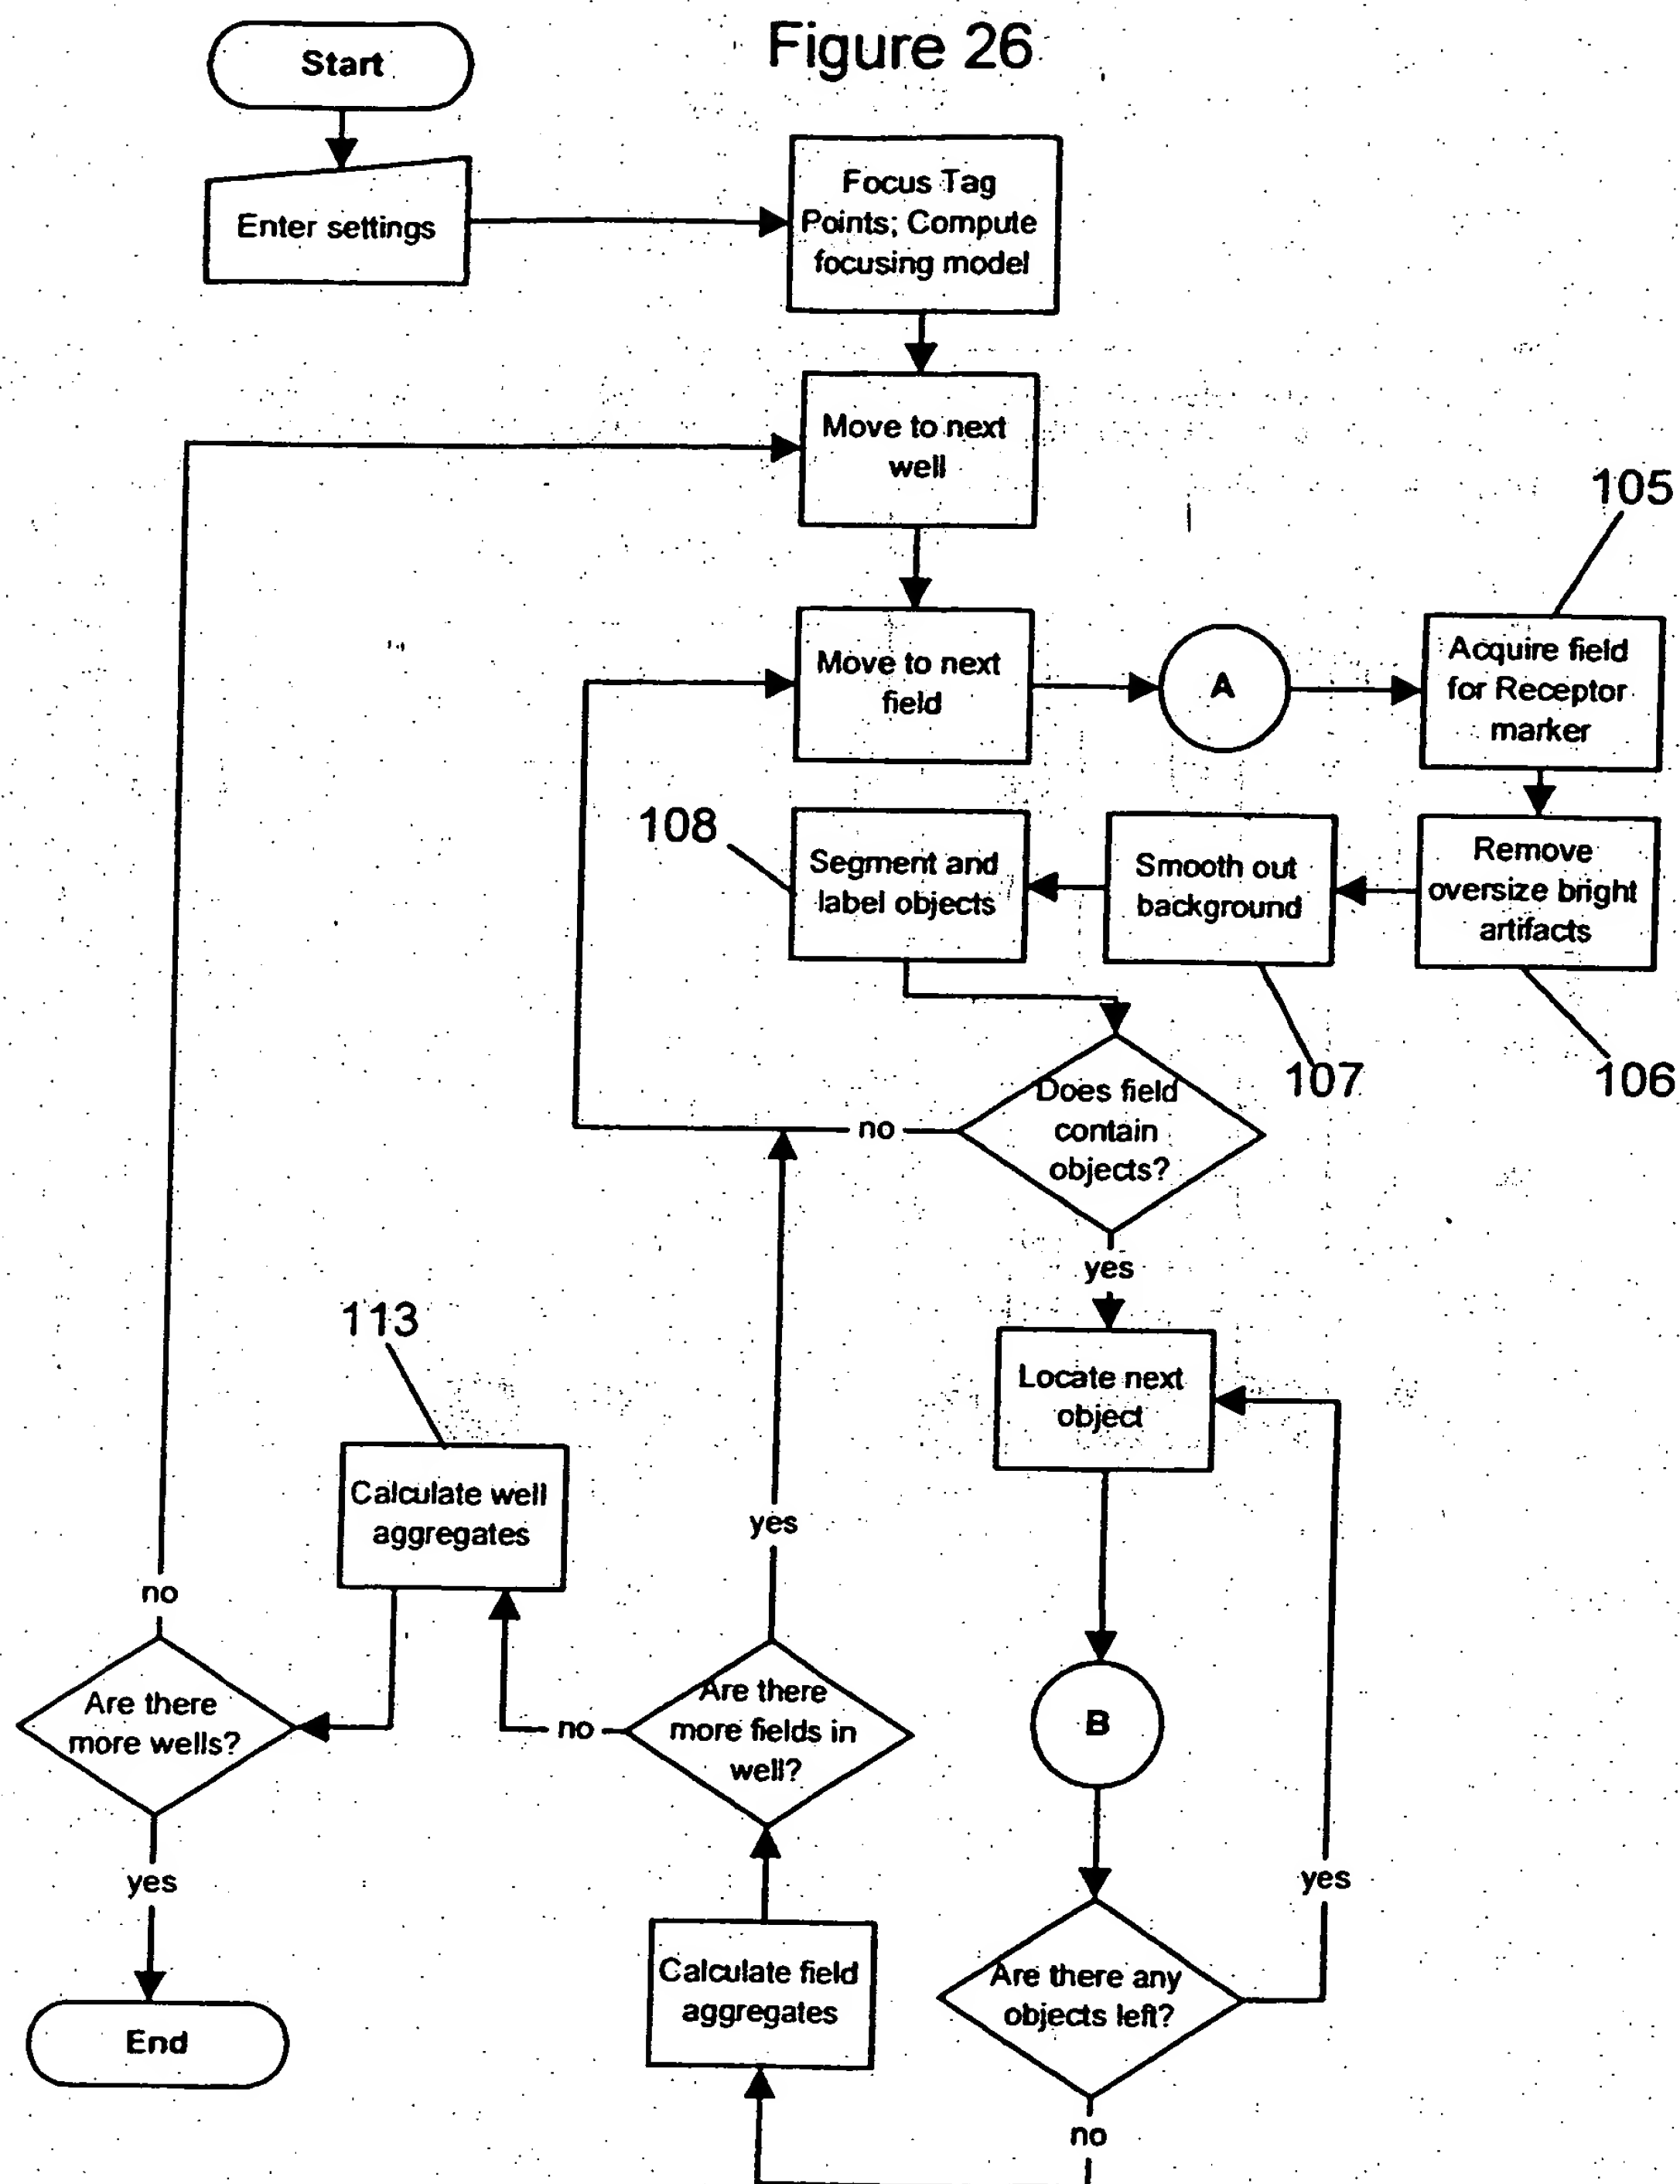 Figure 26
Start
Enter settings
Focus Tag
Points; Compute
focusing model
Move to next
well
105
Move to next
field
A
Acquire field
for Receptor
marker
108
Segment and
label objects
Smooth out
background
Remove
oversize bright
artifacts
107
106
Does field
contain
objects?
no
yes
113
Locate next
object
Calculate well
aggregates
yes
no
Are there
more wells?
no
Are there
more fields in
well?
B
yes
yes
Calculate field
aggregates
Are there any
objects left?
End
no